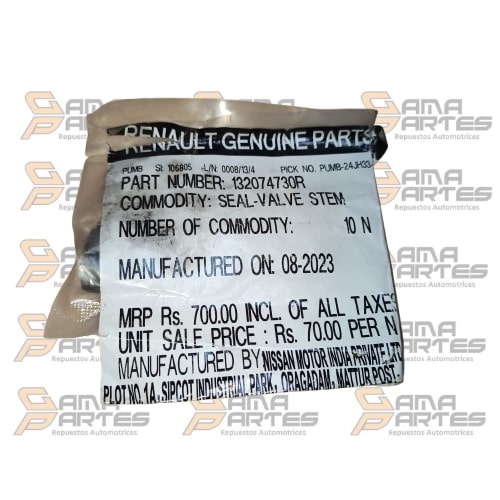 GAMA
PARTES
Repuestos Automotrices
RENAULT GENUINE PARTS
PUMB SI: 106805 -L/N: 0008/13/4 PICK NO. PUMB-24JH33
PART NUMBER: 132074730R
COMMODITY: SEAL-VALVE STEM
NUMBER OF COMMODITY: 10 N
MANUFACTURED ON: 08-2023
MRP Rs. 700.00 INCL. OF ALL TAXES
UNIT SALE PRICE : Rs. 70.00 PER N
MANUFACTURED BY NISSAN MOTOR INDIA PRIVATE LTD
PLOT NO.1A, SIPCOT INDUSTRIAL PARK, ORAGADAM, MATTUR POST,